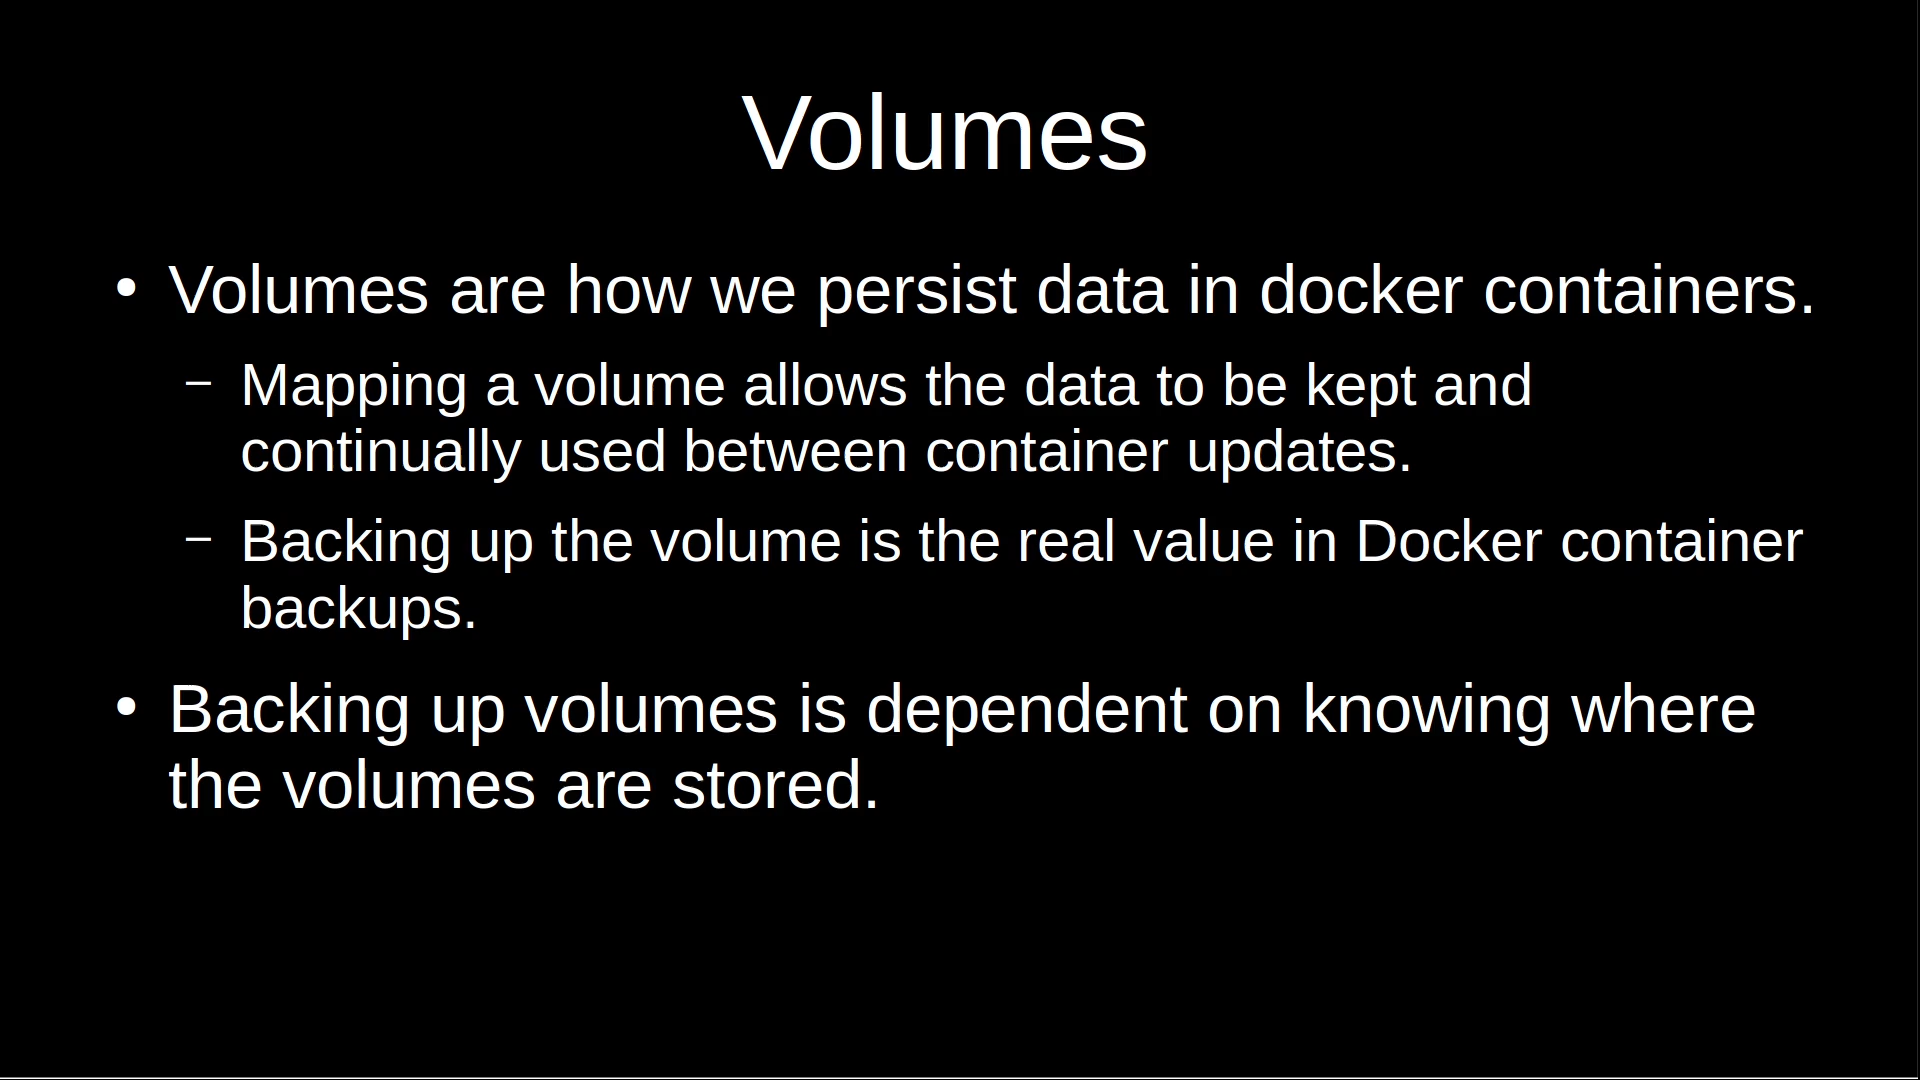 Volumes
• Volumes are how we persist data in docker containers.
– Mapping a volume allows the data to be kept and
continually used between container updates.
– Backing up the volume is the real value in Docker container
backups.
• Backing up volumes is dependent on knowing where
the volumes are stored.